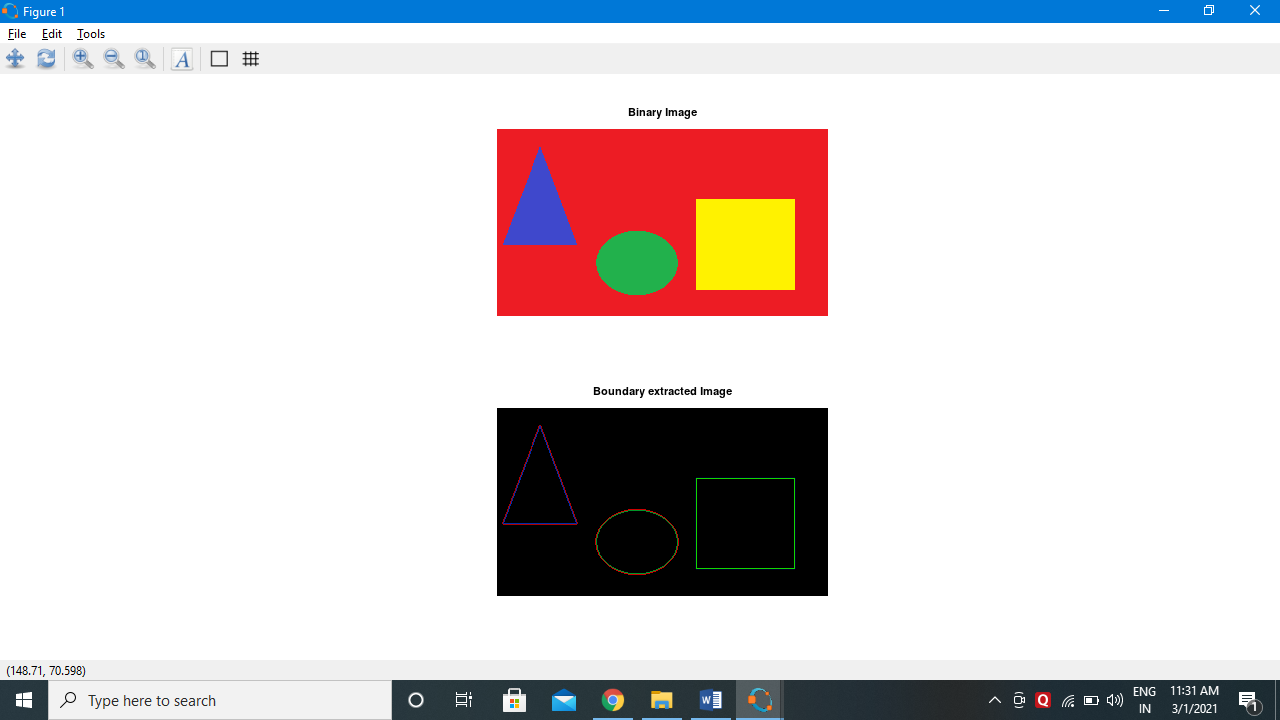 Figure 1
File Edit Tools
A
Binary Image
Boundary extracted Image
(148.71, 70.598)
Type here to search
Q
W
ENG
IN
11:31 AM
3/1/2021
1